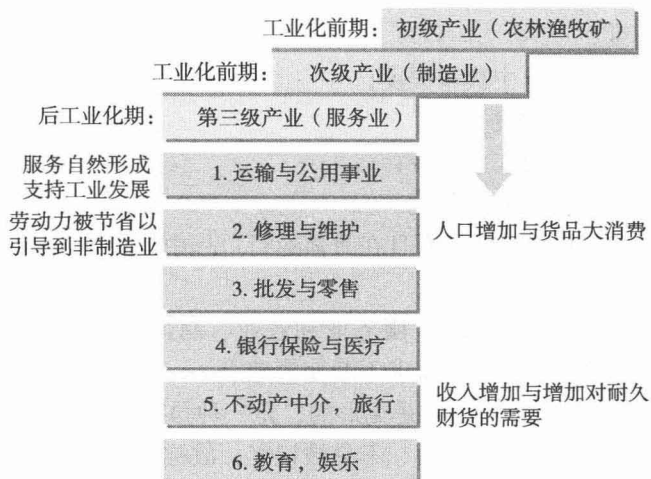 工业化前期：初级产业（农林渔牧矿）
工业化前期：次级产业（制造业）
后工业化期：第三级产业（服务业）
服务自然形成
支持工业发展
1. 运输与公用事业
劳动力被节省以
引导到非制造业
2. 修理与维护
人口增加与货品大消费
3. 批发与零售
4. 银行保险与医疗
5. 不动产中介，旅行
收入增加与增加对耐久
财货的需要
6. 教育，娱乐